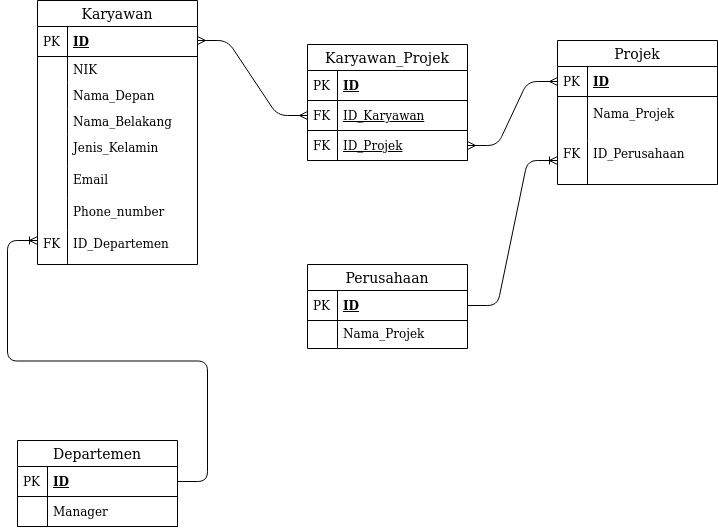 Karyawan
PK ID
NIK
Nama_Depan
Nama_Belakang
Jenis_Kelamin
Email
Phone_number
FK ID_Departemen
Karyawan_Projek
PK ID
FK ID_Karyawan
FK ID_Projek
Projek
PK ID
Nama_Projek
FK ID_Perusahaan
Perusahaan
PK ID
Nama_Projek
Departemen
PK ID
Manager